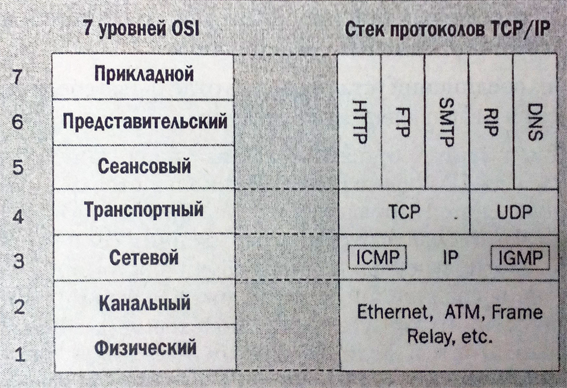 7 уровней OSI
Стек протоколов TCP/IP
7
Прикладной
6
Представительский
5
Сеансовый
HTTP
FTP
SMTP
RIP
DNS
4
Транспортный
TCP
UDP
3
Сетевой
ICMP
IP
IGMP
2
Канальный
1
Физический
Ethernet, ATM, Frame
Relay, etc.